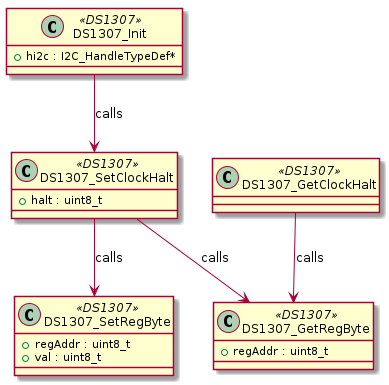 C
«DS1307»
DS1307_Init
hi2c : I2C_HandleTypeDef*
calls
C
«DS1307»
DS1307_SetClockHalt
halt : uint8_t
C
«DS1307»
DS1307_GetClockHalt
calls
calls
calls
C
«DS1307»
DS1307_SetRegByte
regAddr : uint8_t
val : uint8_t
C
«DS1307»
DS1307_GetRegByte
regAddr : uint8_t